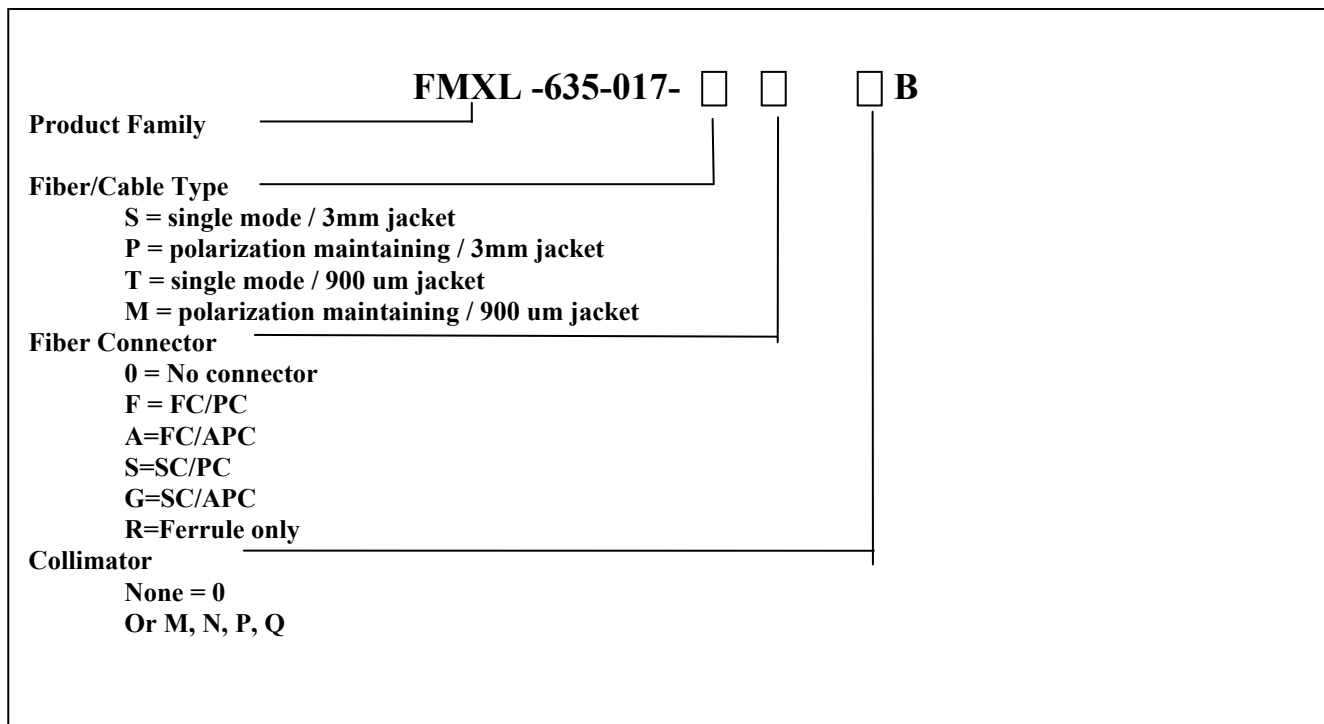 FMXL -635-017- □ □ □ B
Product Family
Fiber/Cable Type
S = single mode / 3mm jacket
P = polarization maintaining / 3mm jacket
T = single mode / 900 um jacket
M = polarization maintaining / 900 um jacket
Fiber Connector
0 = No connector
F = FC/PC
A=FC/APC
S=SC/PC
G=SC/APC
R=Ferrule only
Collimator
None = 0
Or M, N, P, Q